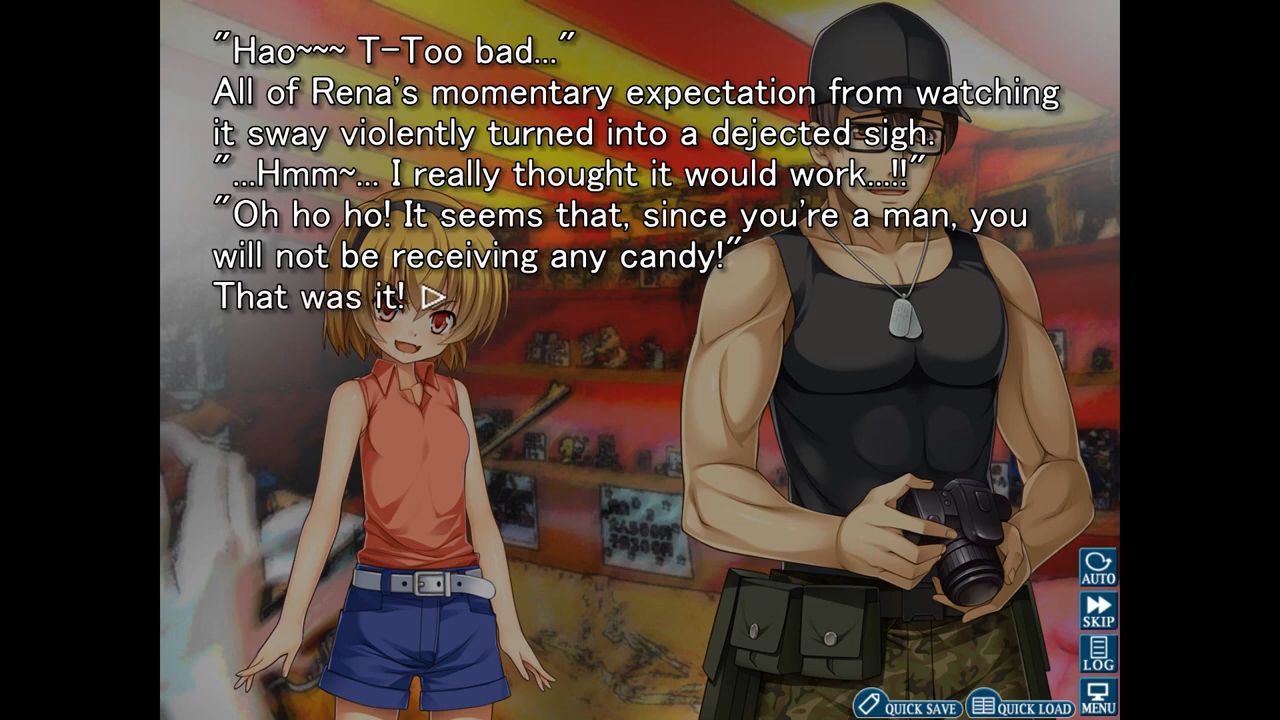 "Hao~~~ T-Too bad..."
All of Rena's momentary expectation from watching
it sway violently turned into a dejected sigh.
"...Hmm~... I really thought it would work...!!"
"Oh ho ho! It seems that, since you're a man, you
will not be receiving any candy!"
That was it!
AUTO
SKIP
LOG
MENU
QUICK SAVE
QUICK LOAD